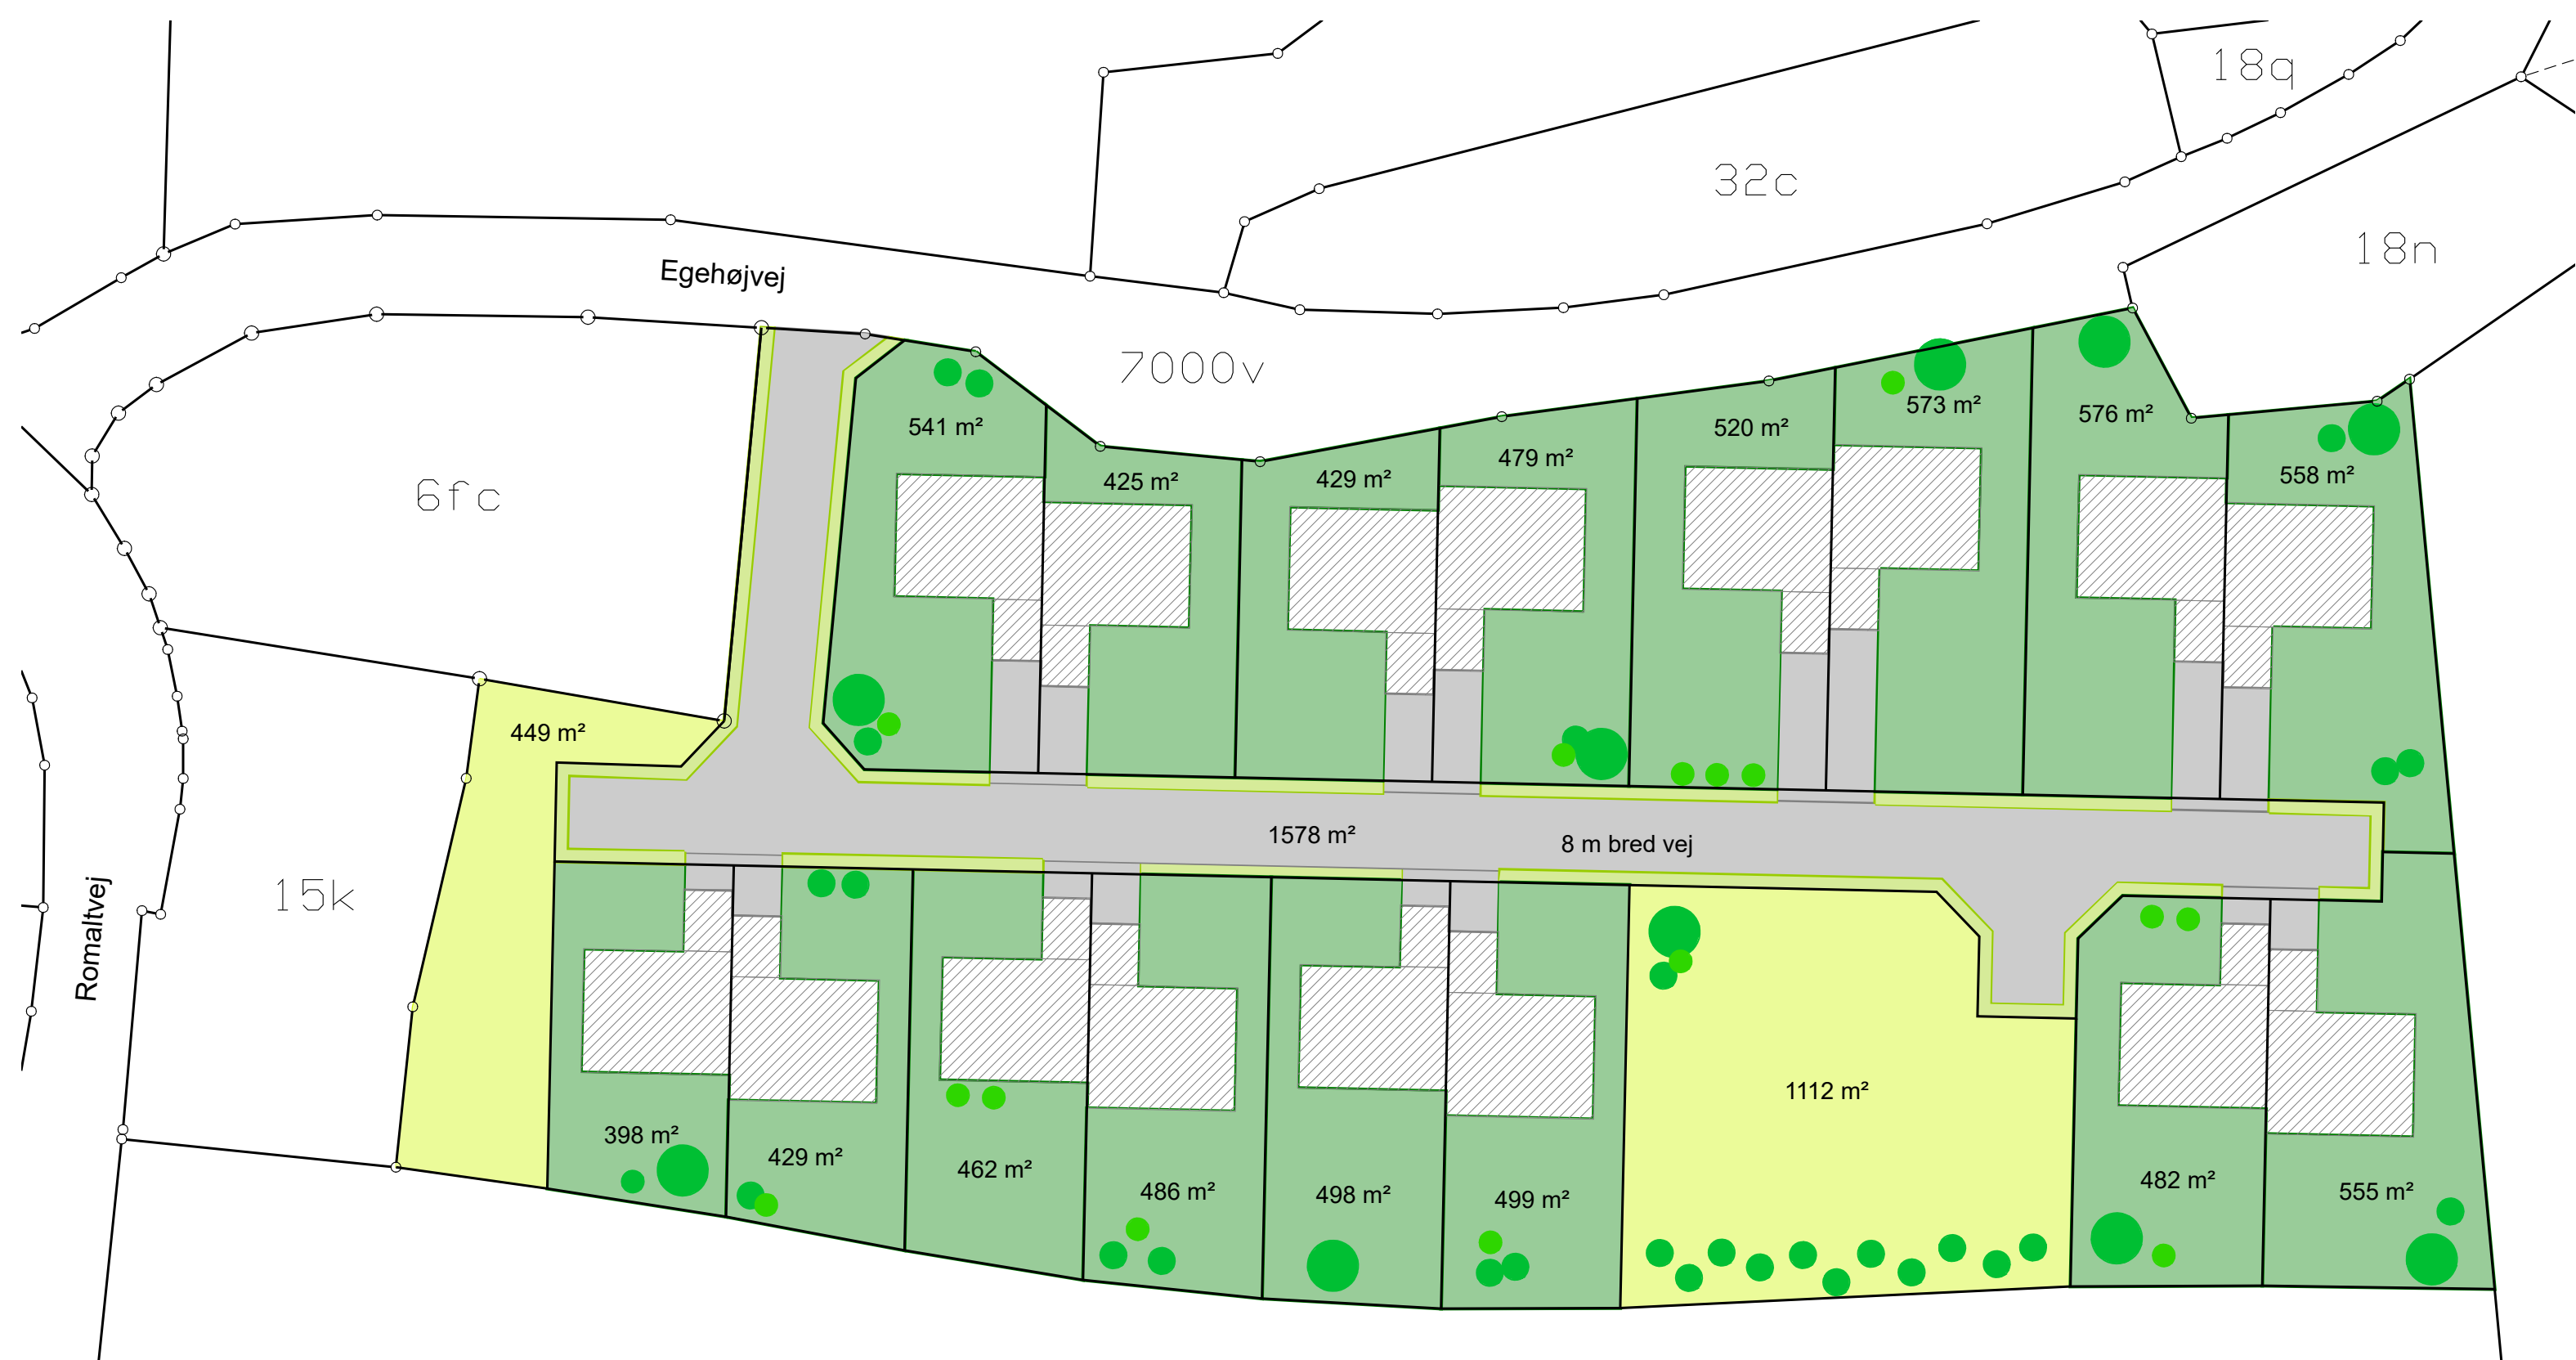 18q
32c
18n
Egehøjvej
7000v
573 m²
576 m²
541 m²
520 m²
479 m²
558 m²
429 m²
425 m²
6fc
449 m²
1578 m²
8 m bred vej
15k
Romaltvej
1112 m²
398 m²
429 m²
462 m²
486 m²
498 m²
499 m²
482 m²
555 m²